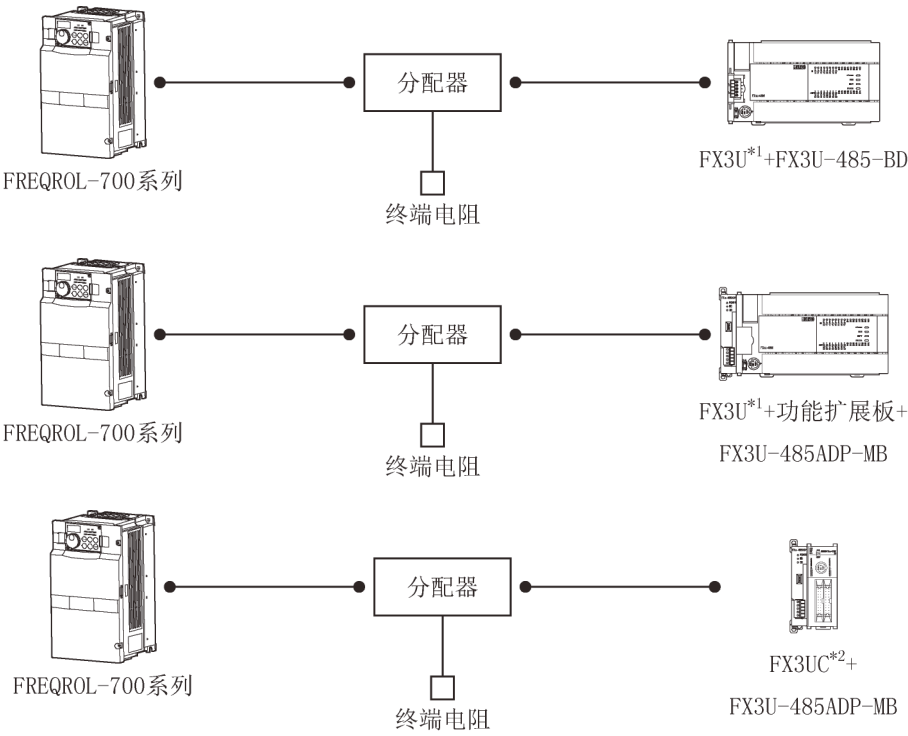 分配器
FX3U*1+FX3U-485-BD
FREQROL-700系列
终端电阻
分配器
FX3U*1+功能扩展板+
FREQROL-700系列
FX3U-485ADP-MB
终端电阻
分配器
FX3UC*2+
FREQROL-700系列
FX3U-485ADP-MB
终端电阻